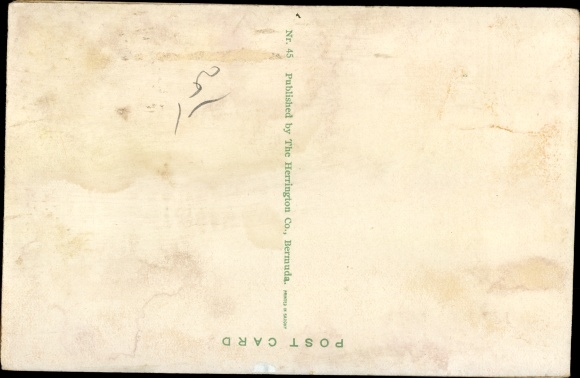 POST CARD
Nr. 45 Published by The Herrington Co., Bermuda.